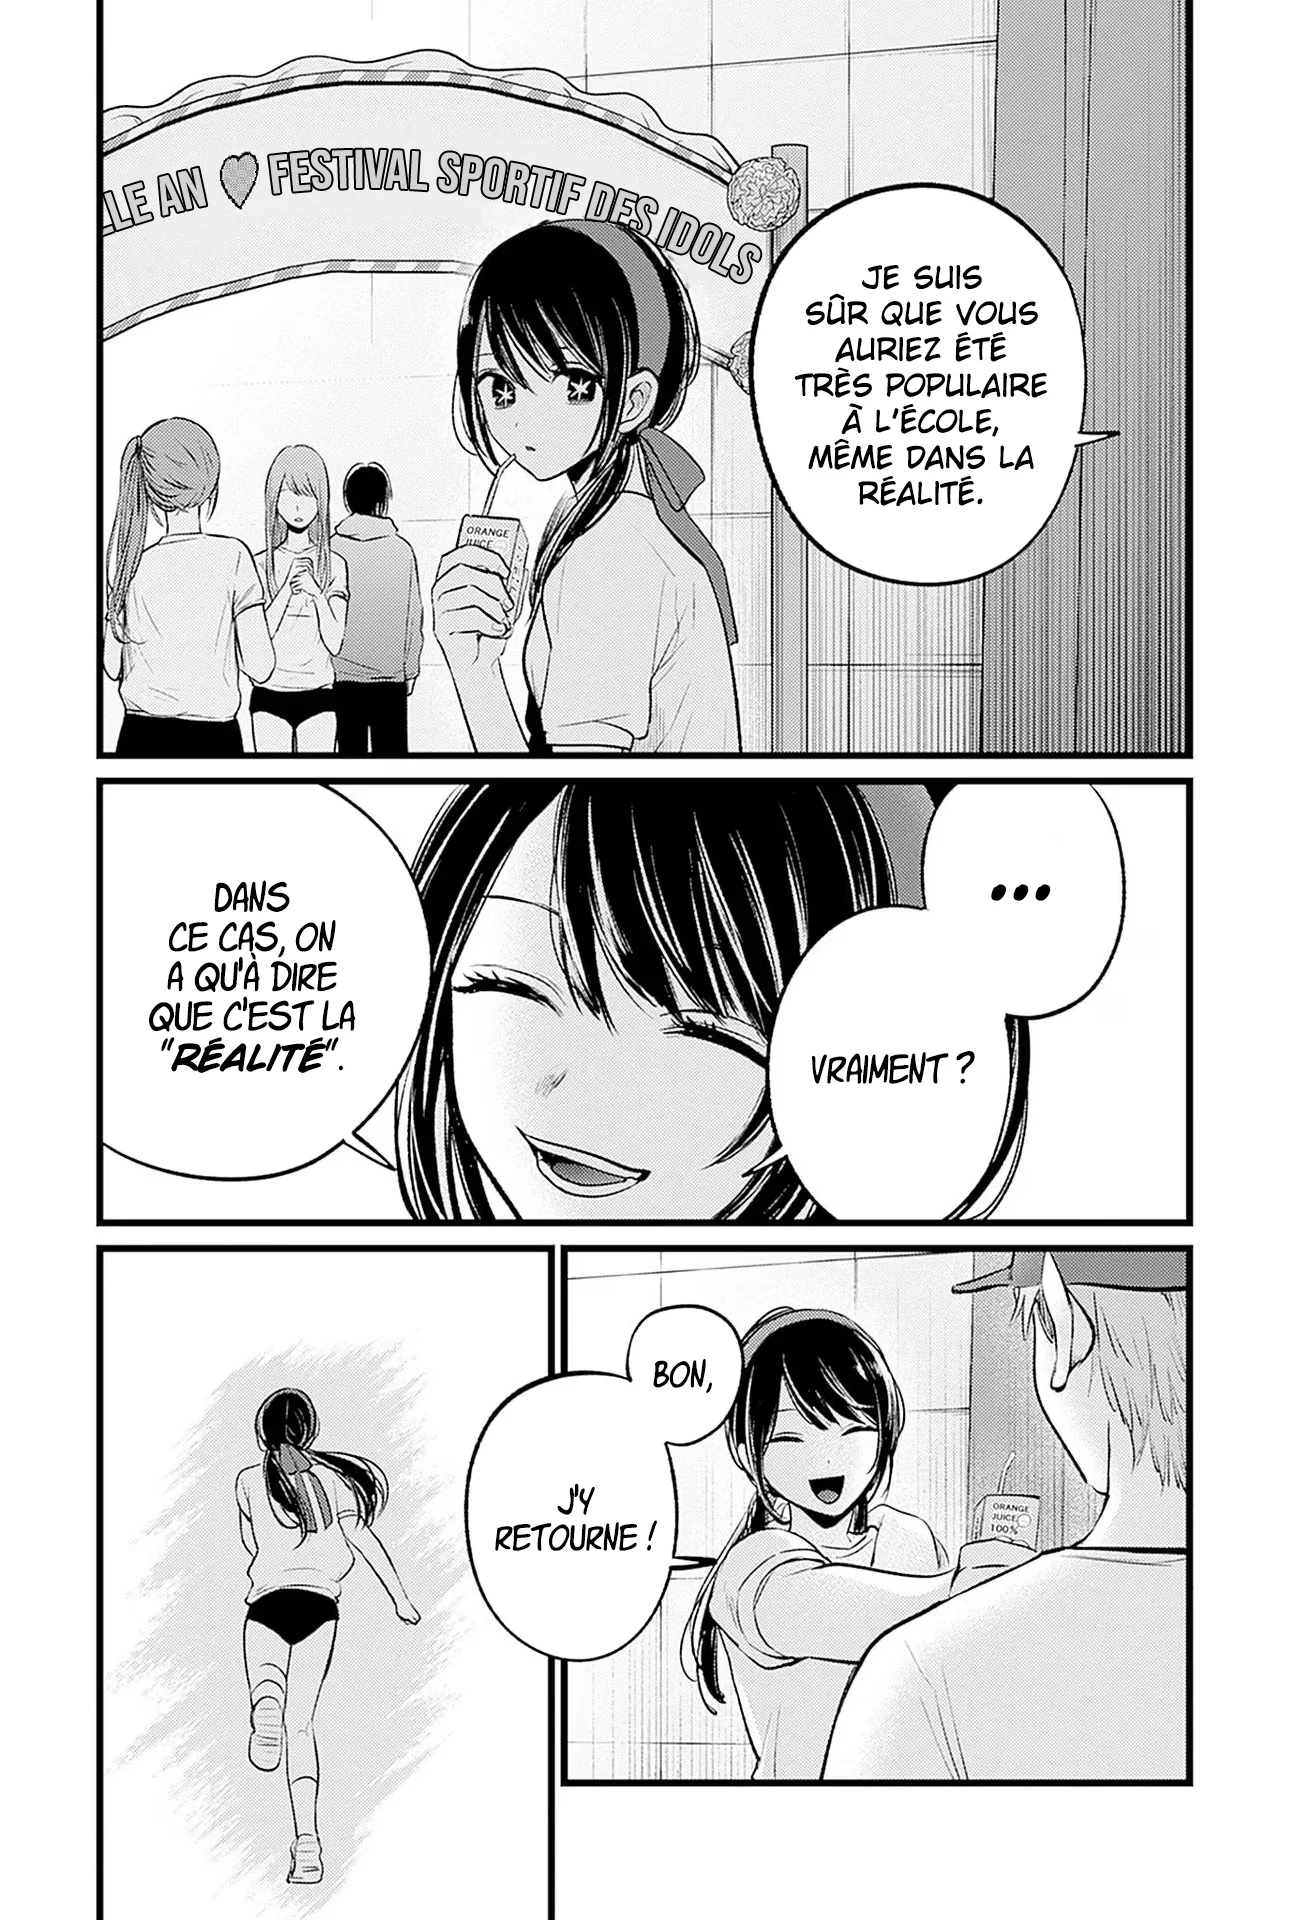 LLE AN ♥ FESTIVAL SPORTIF DES IDOLS
JE SUIS
SÛR QUE VOUS
AURIEZ ÉTÉ
TRÈS POPULAIRE
À L'ÉCOLE,
MÊME DANS LA
RÉALITÉ.
ORANGE
JUICE
...
VRAIMENT ?
DANS
CE CAS, ON
A QU'À DIRE
QUE C'EST LA
"RÉALITÉ".
BON,
J'Y
RETOURNE !
ORANGE
JUICE
100%